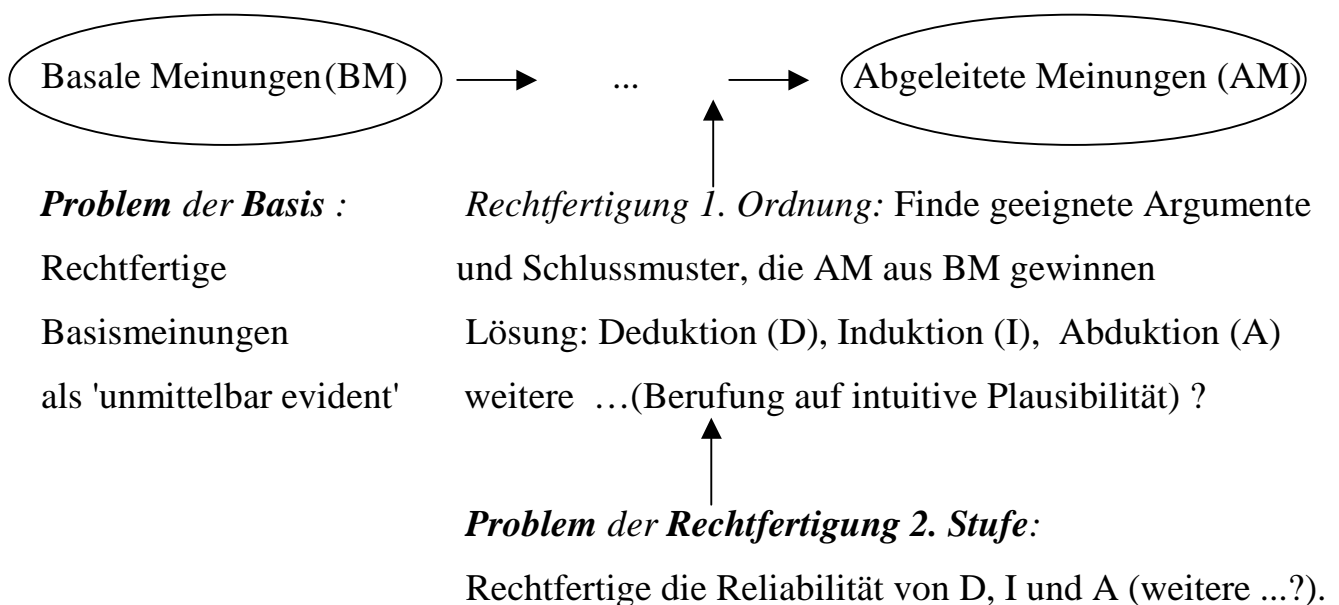 Basale Meinungen(BM) ... Abgeleitete Meinungen (AM)
Problem der Basis :
Rechtfertige
Basismeinungen
als 'unmittelbar evident'
Rechtfertigung 1. Ordnung: Finde geeignete Argumente
und Schlussmuster, die AM aus BM gewinnen
Lösung: Deduktion (D), Induktion (I), Abduktion (A)
weitere …(Berufung auf intuitive Plausibilität) ?
Problem der Rechtfertigung 2. Stufe:
Rechtfertige die Reliabilität von D, I und A (weitere ...?).